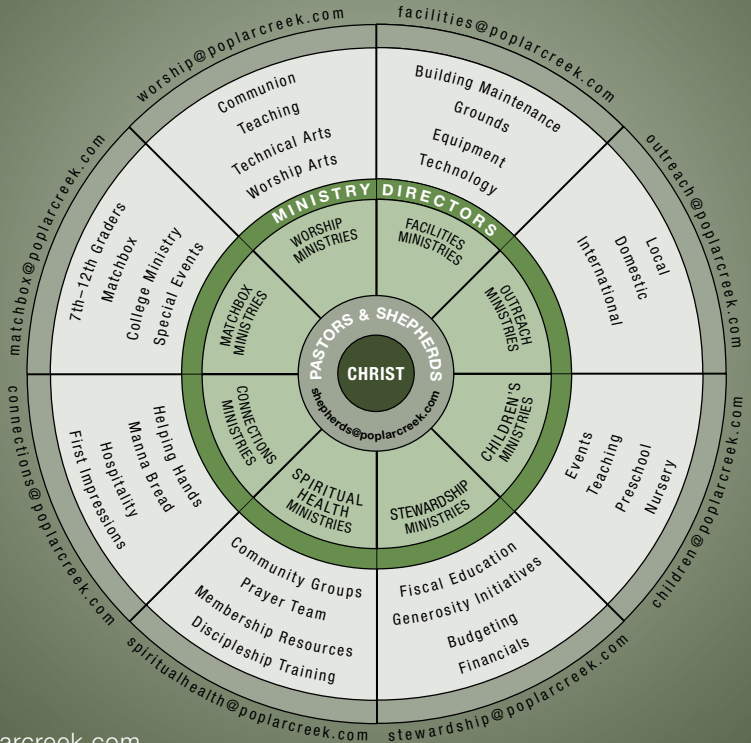 worship@poplarcreek.com
facilities@poplarcreek.com
outreach@poplarcreek.com
children@poplarcreek.com
stewardship@poplarcreek.com
spiritualhealth@poplarcreek.com
connections@poplarcreek.com
matchbox@poplarcreek.com
Communion
Teaching
Technical Arts
Worship Arts
Building Maintenance
Grounds
Equipment
Technology
Local
Domestic
International
Events
Teaching
Preschool
Nursery
Fiscal Education
Generosity Initiatives
Budgeting
Financials
Community Groups
Prayer Team
Membership Resources
Discipleship Training
Helping Hands
Manna Bread
Hospitality
First Impressions
7th–12th Graders
Matchbox
College Ministry
Special Events
MINISTRY DIRECTORS
WORSHIP
MINISTRIES
FACILITIES
MINISTRIES
OUTREACH
MINISTRIES
CHILDREN'S
MINISTRIES
STEWARDSHIP
MINISTRIES
SPIRITUAL
HEALTH
MINISTRIES
CONNECTIONS
MINISTRIES
MATCHBOX
MINISTRIES
PASTORS & SHEPHERDS
shepherds@poplarcreek.com
CHRIST